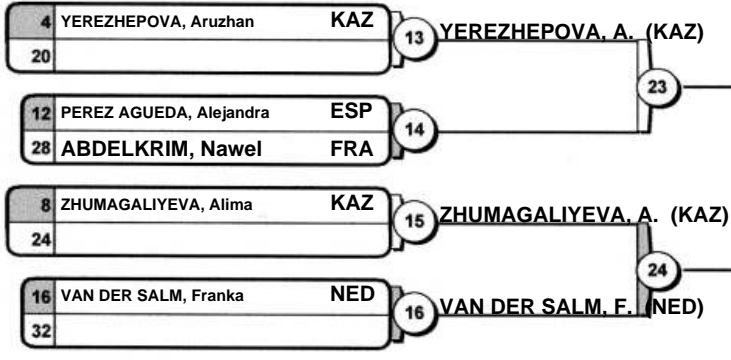 4 YEREZHEPOVA, Aruzhan KAZ
20
13 YEREZHEPOVA, A. (KAZ)
23
12 PEREZ AGUEDA, Alejandra ESP
28 ABDELKRIM, Nawel FRA
14
8 ZHUMAGALIYEVA, Alima KAZ
24
15 ZHUMAGALIYEVA, A. (KAZ)
24
16 VAN DER SALM, Franka NED
32
16 VAN DER SALM, F. (NED)